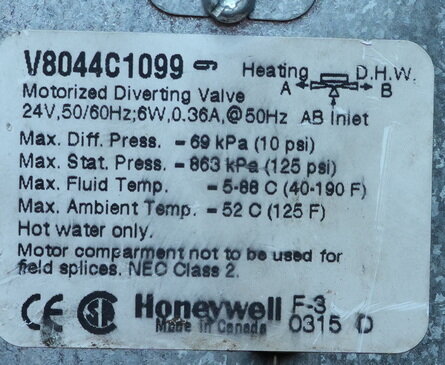 V8044C1099 6 Heating D.H.W.
A B
Motorized Diverting Valve
24V,50/60Hz;6W,0.36A,@50Hz AB Inlet
Max. Diff. Press. = 69 kPa (10 psi)
Max. Stat. Press. = 863 kPa (125 psi)
Max. Fluid Temp. = 5-88 C (40-190 F)
Max. Ambient Temp. = 52 C (125 F)
Hot water only.
Motor comparment not to be used for
field splices. NEC Class 2.
CE SA Honeywell F-3
Made in Canada 0315 D